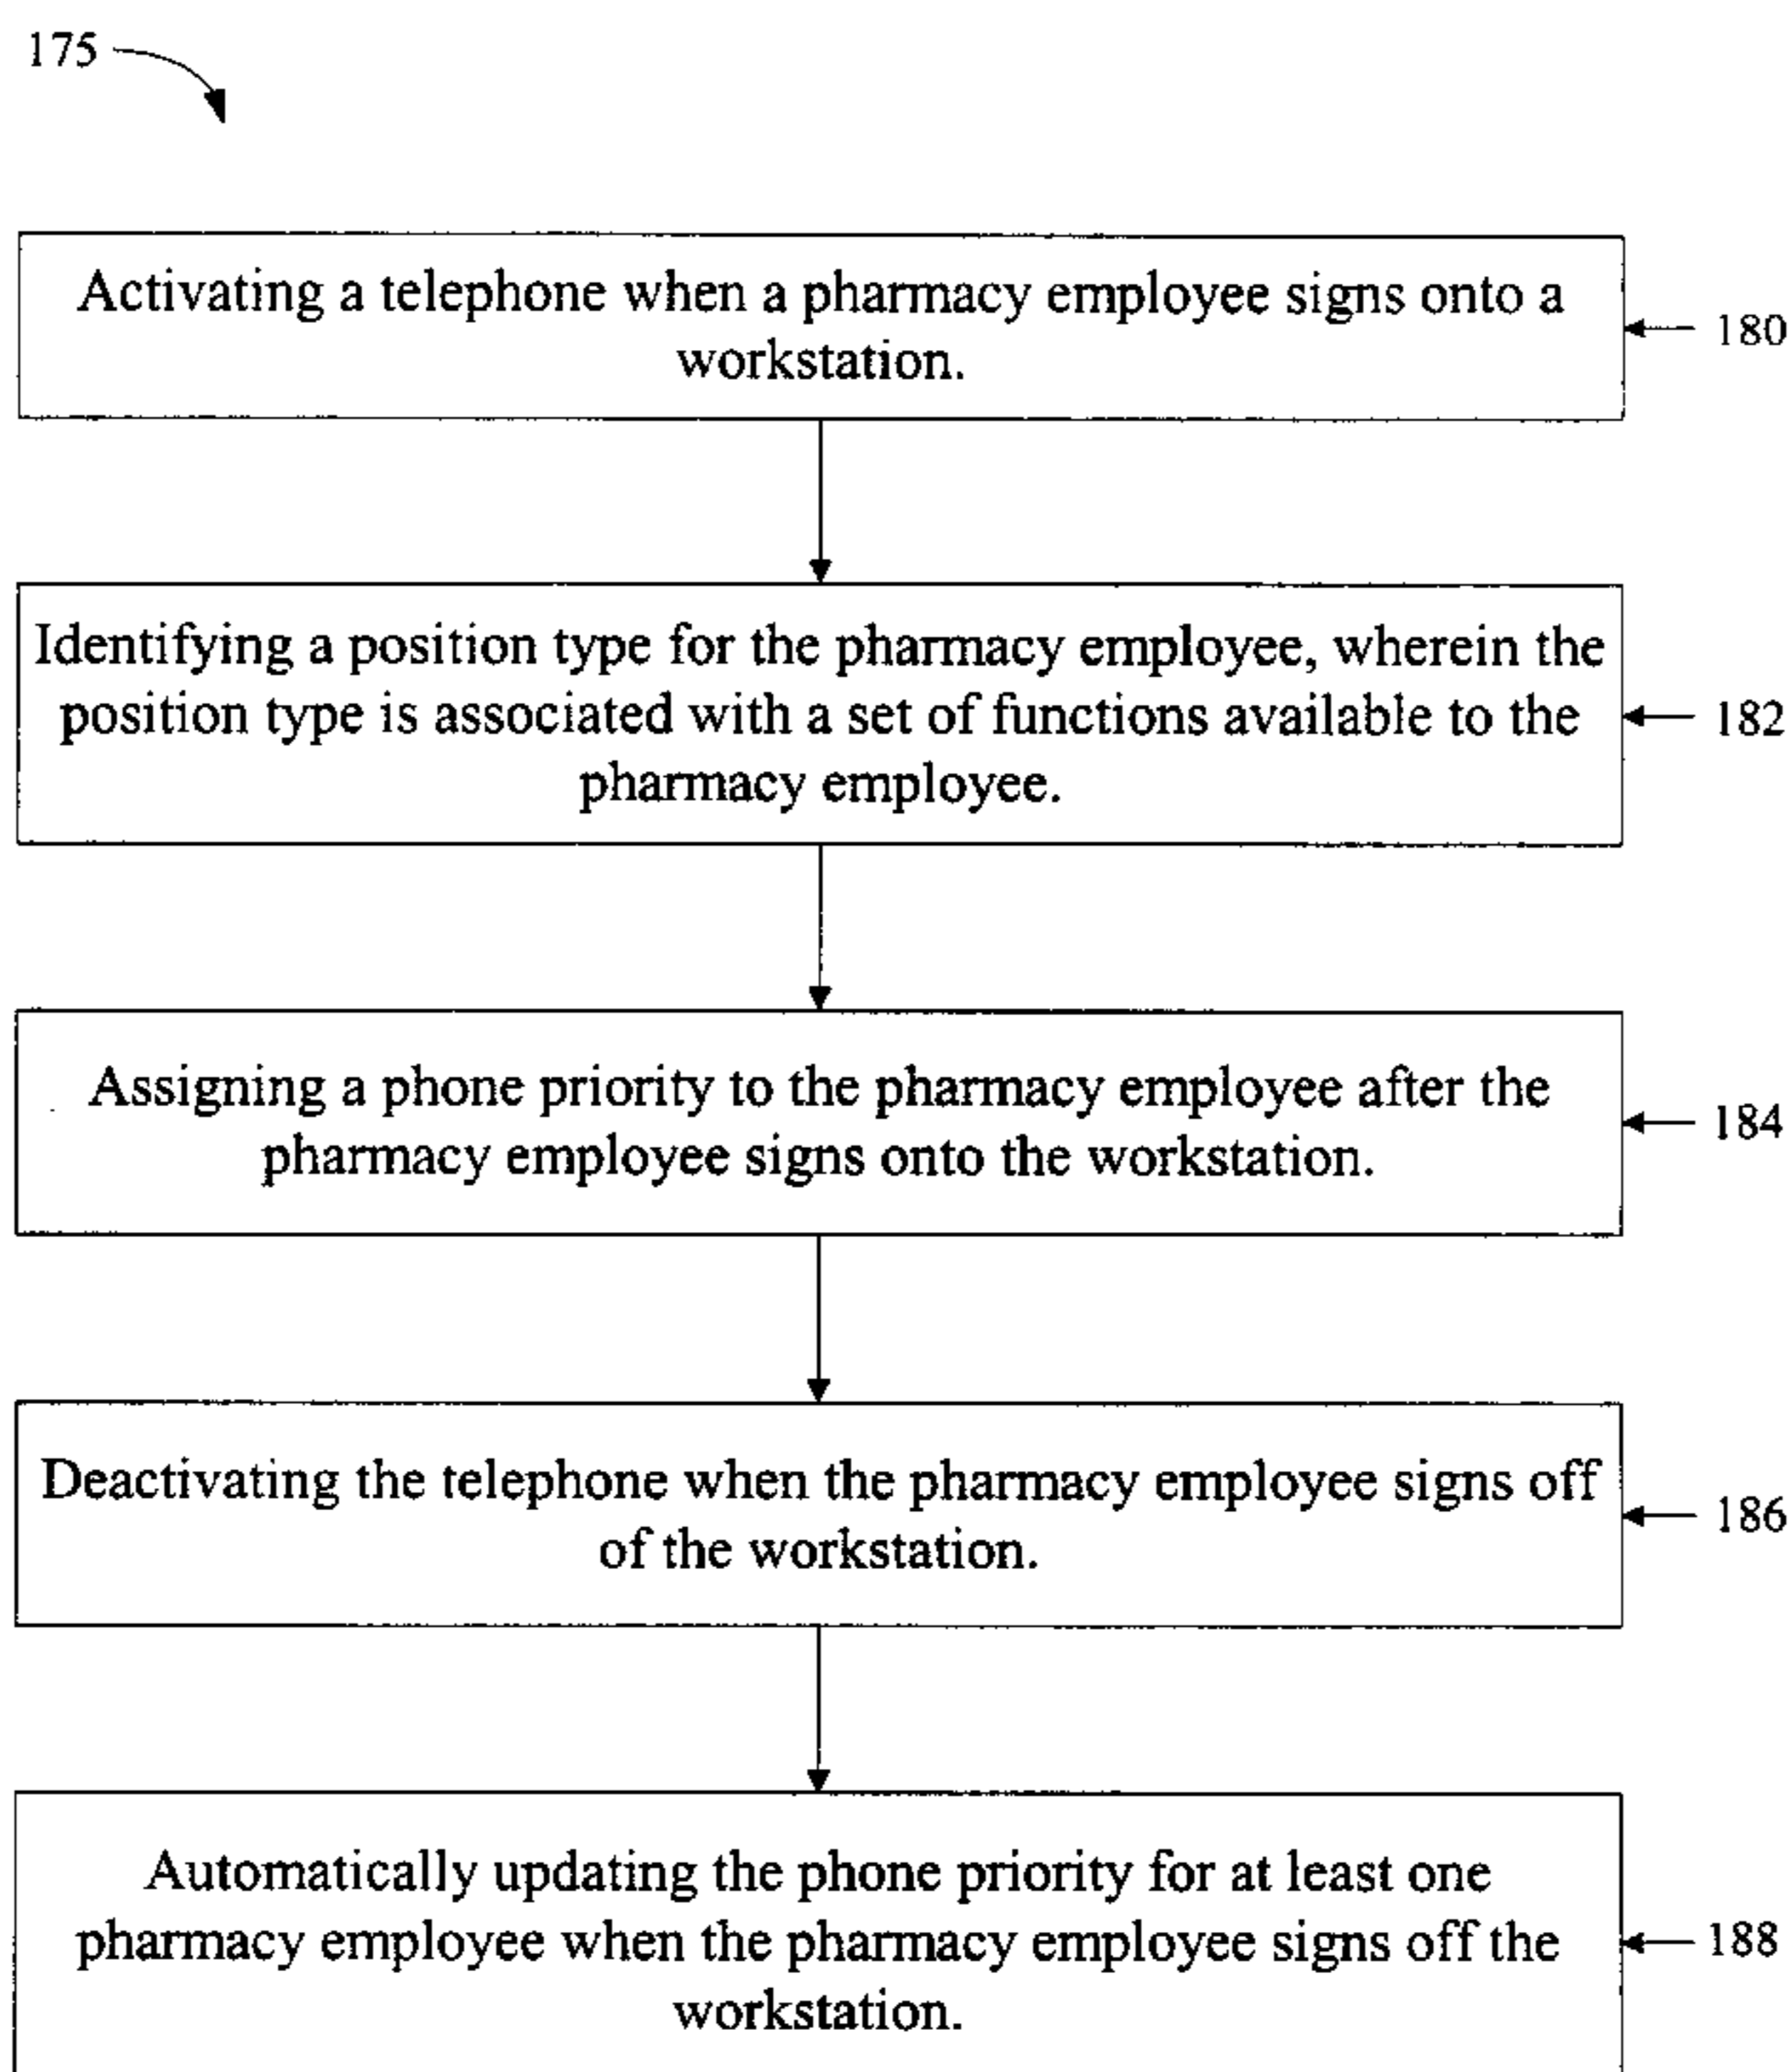 175
Activating a telephone when a pharmacy employee signs onto a
workstation.
180
Identifying a position type for the pharmacy employee, wherein the
position type is associated with a set of functions available to the
pharmacy employee.
182
Assigning a phone priority to the pharmacy employee after the
pharmacy employee signs onto the workstation.
184
Deactivating the telephone when the pharmacy employee signs off
of the workstation.
186
Automatically updating the phone priority for at least one
pharmacy employee when the pharmacy employee signs off the
workstation.
188